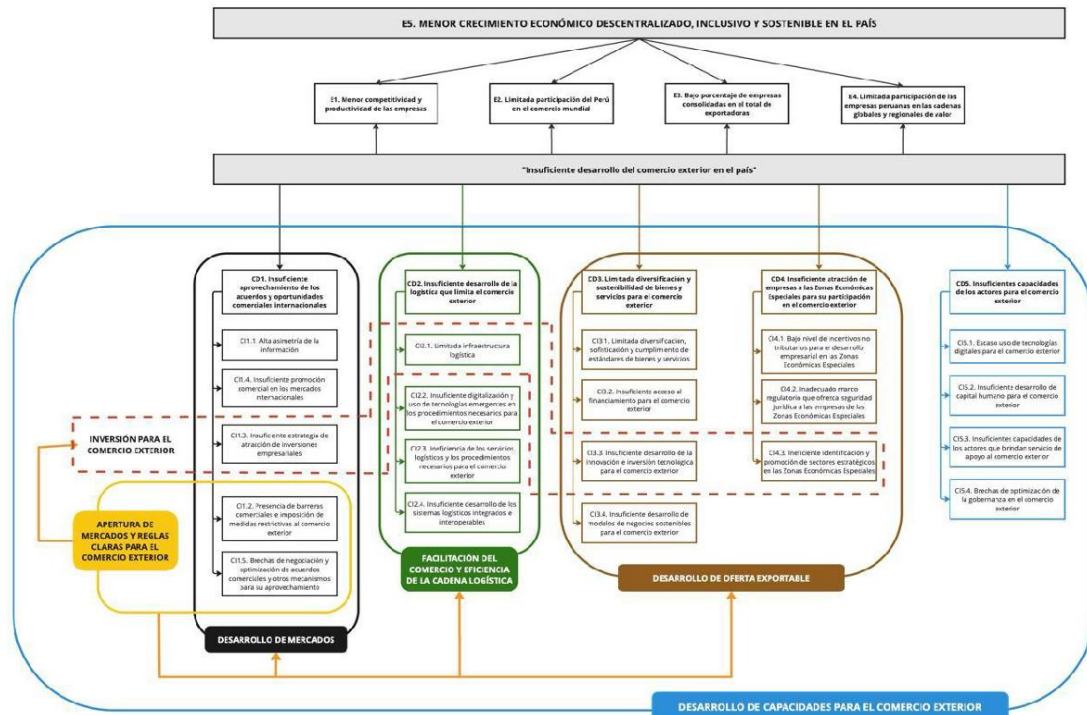 E5. MENOR CRECIMIENTO ECONÓMICO DESCENTRALIZADO, INCLUSIVO Y SOSTENIBLE EN EL PAÍS
E1. Menor competitividad y
productividad de las empresas
E2. Limitada participación del Perú
en el comercio mundial
E3. Bajo porcentaje de empresas
consolidadas en el total de
exportadoras
E4. Limitada participación de las
empresas peruanas en las cadenas
globales y regionales de valor
"Insuficiente desarrollo del comercio exterior en el país"
CD1. Insuficiente
aprovechamiento de los
acuerdos y oportunidades
comerciales internacionales
CI1.1. Alta asimetría de la
información
CI1.4. Insuficiente promoción
comercial en los mercados
internacionales
CI1.3. Insuficiente estrategia de
atracción de inversiones
empresariales
CI1.2. Presencia de barreras
comerciales e imposición de
medidas restrictivas al comercio
exterior
CI1.5. Brechas de negociación y
optimización de acuerdos
comerciales y otros mecanismos
para su aprovechamiento
DESARROLLO DE MERCADOS
INVERSIÓN PARA EL
COMERCIO EXTERIOR
APERTURA DE
MERCADOS Y REGLAS
CLARAS PARA EL
COMERCIO EXTERIOR
CD2. Insuficiente desarrollo de la
logística que limita el comercio
exterior
CI2.1. Limitada infraestructura
logística
CI2.2. Insuficiente digitalización y
uso de tecnologías emergentes en
los procedimientos necesarios para
el comercio exterior
CI2.3. Ineficiencia de los servicios
logísticos y los procedimientos
necesarios para el comercio
exterior
CI2.4. Insuficiente desarrollo de los
sistemas logísticos integrados e
interoperables
FACILITACIÓN DEL
COMERCIO Y EFICIENCIA
DE LA CADENA LOGÍSTICA
CD3. Limitada diversificación y
sostenibilidad de bienes y
servicios para el comercio
exterior
CI3.1. Limitada diversificación,
sofisticación y cumplimiento de
estándares de bienes y servicios
CI3.2. Insuficiente acceso al
financiamiento para el comercio
exterior
CI3.3. Insuficiente desarrollo de la
innovación e inversión tecnológica
para el comercio exterior
CI3.4. Insuficiente desarrollo de
modelos de negocios sostenibles
para el comercio exterior
CD4. Insuficiente atracción de
empresas a las Zonas Económicas
Especiales para su participación
en el comercio exterior
CI4.1. Bajo nivel de incentivos no
tributarios para el desarrollo
empresarial en las Zonas
Económicas Especiales
CI4.2. Inadecuado marco
regulatorio que ofrezca seguridad
jurídica a las empresas de las
Zonas Económicas Especiales
CI4.3. Ineficiente identificación y
promoción de sectores estratégicos
en las Zonas Económicas Especiales
DESARROLLO DE OFERTA EXPORTABLE
CD5. Insuficientes capacidades
de los actores para el comercio
exterior
CI5.1. Escaso uso de tecnologías
digitales para el comercio exterior
CI5.2. Insuficiente desarrollo de
capital humano para el comercio
exterior
CI5.3. Insuficientes capacidades de
los actores que brindan servicio de
apoyo al comercio exterior
CI5.4. Brechas de optimización de
la gobernanza en el comercio
exterior
DESARROLLO DE CAPACIDADES PARA EL COMERCIO EXTERIOR